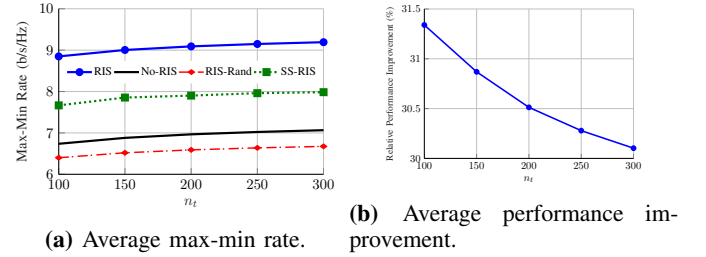 10
9
8
7
6
Max-Min Rate (b/s/Hz)
RIS No-RIS RIS-Rand SS-RIS
100 150 200 250 300
n_t
(a) Average max-min rate.
31.5
31
30.5
30
Relative Performance Improvement (%)
100 150 200 250 300
n_t
(b) Average performance im-
provement.